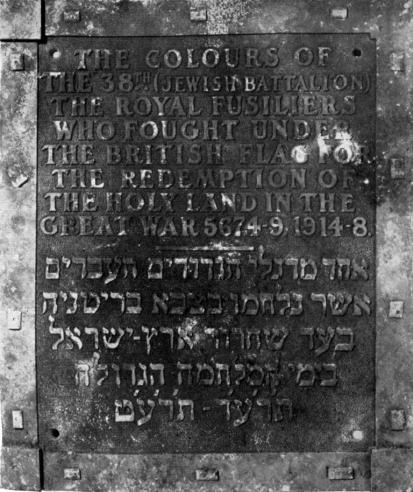 THE COLOURS OF
THE 38TH (JEWISH BATTALION)
THE ROYAL FUSILIERS
WHO FOUGHT UNDER
THE BRITISH FLAG FOR
THE REDEMPTION OF
THE HOLY LAND IN THE
GREAT WAR 5674-9, 1914-8.
אחד מדגלי הגדודים העברים
אשר נלחמו בצבא בריטניה
בעד שחרור ארץ-ישראל
במי המלחמה הגדולה
תרע״ד - תרע״ט